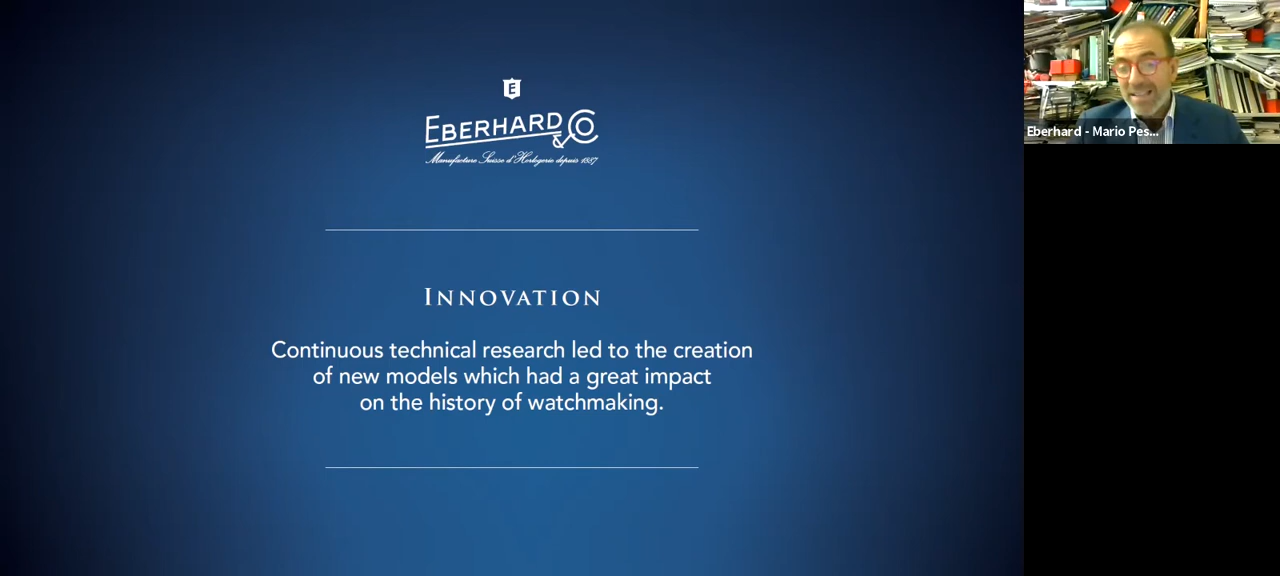 E
EBERHARD & CO
Manufacture Suisse d'Horlogerie depuis 1887
INNOVATION
Continuous technical research led to the creation
of new models which had a great impact
on the history of watchmaking.
Eberhard - Mario Pes...